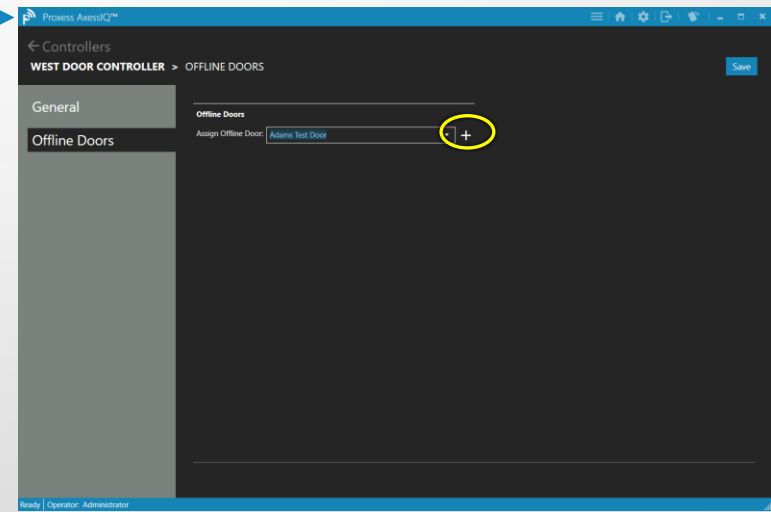 Proxess AxessIQ™
Controllers
WEST DOOR CONTROLLER > OFFLINE DOORS
Save
General
Offline Doors
Offline Doors
Assign Offline Door: Adams Test Door
Ready Operator: Administrator